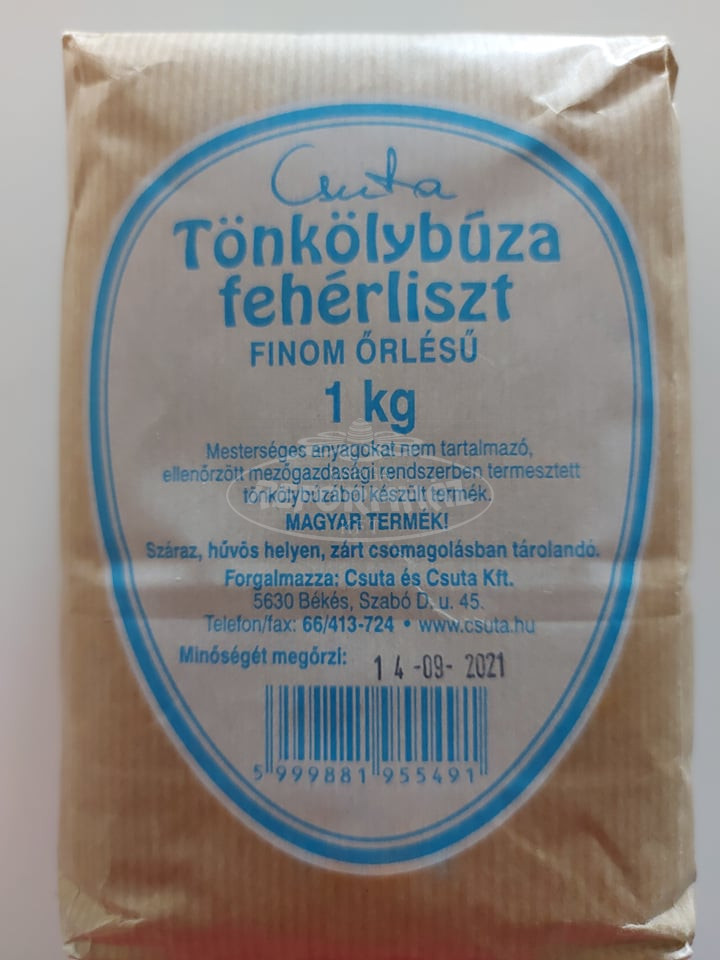 Csuta
Tönkölybúza
fehérliszt
FINOM ŐRLÉSŰ
1 kg
Mesterséges anyagokat nem tartalmazó,
ellenőrzött mezőgazdasági rendszerben termesztett
tönkölybúzából készült termék.
MAGYAR TERMÉK!
Száraz, hűvös helyen, zárt csomagolásban tárolandó.
Forgalmazza: Csuta és Csuta Kft.
5630 Békés, Szabó D. u. 45.
Telefon/fax: 66/413-724 • www.csuta.hu
Minőségét megőrzi: 14-09-2021
5 999881 955491